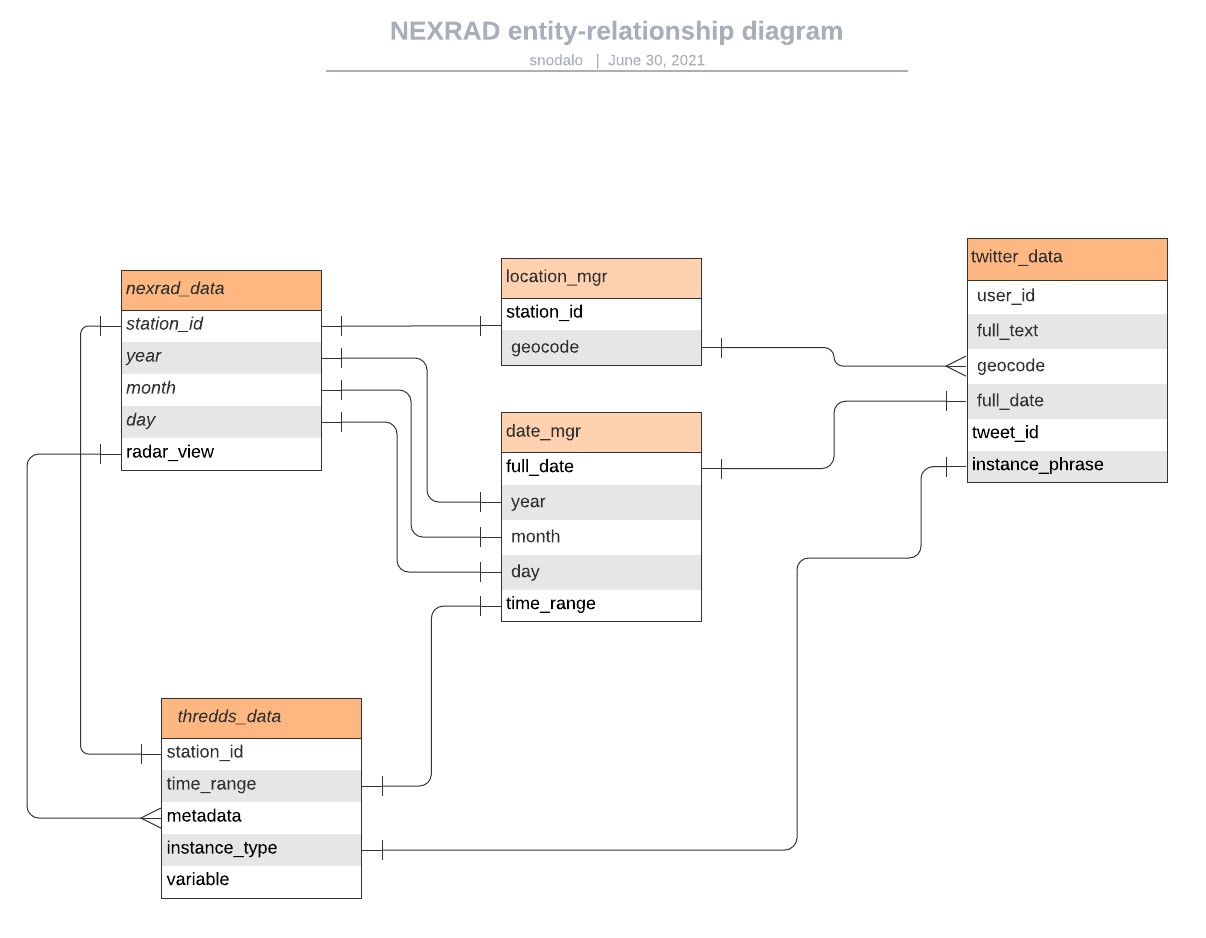 NEXRAD entity-relationship diagram
snodalo | June 30, 2021
nexrad_data
station_id
year
month
day
radar_view
location_mgr
station_id
geocode
date_mgr
full_date
year
month
day
time_range
twitter_data
user_id
full_text
geocode
full_date
tweet_id
instance_phrase
thredds_data
station_id
time_range
metadata
instance_type
variable